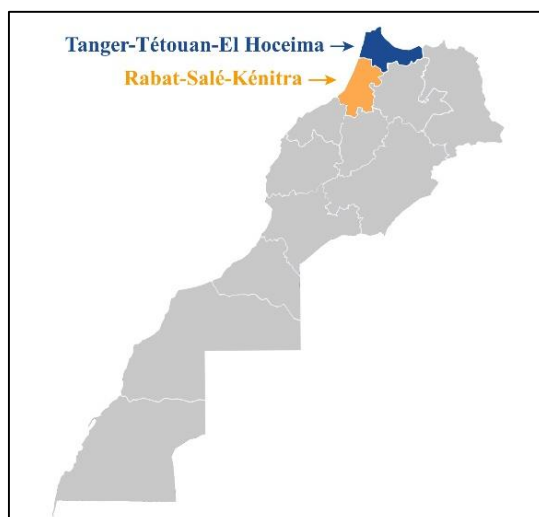 Tanger-Tétouan-El Hoceima →
Rabat-Salé-Kénitra →